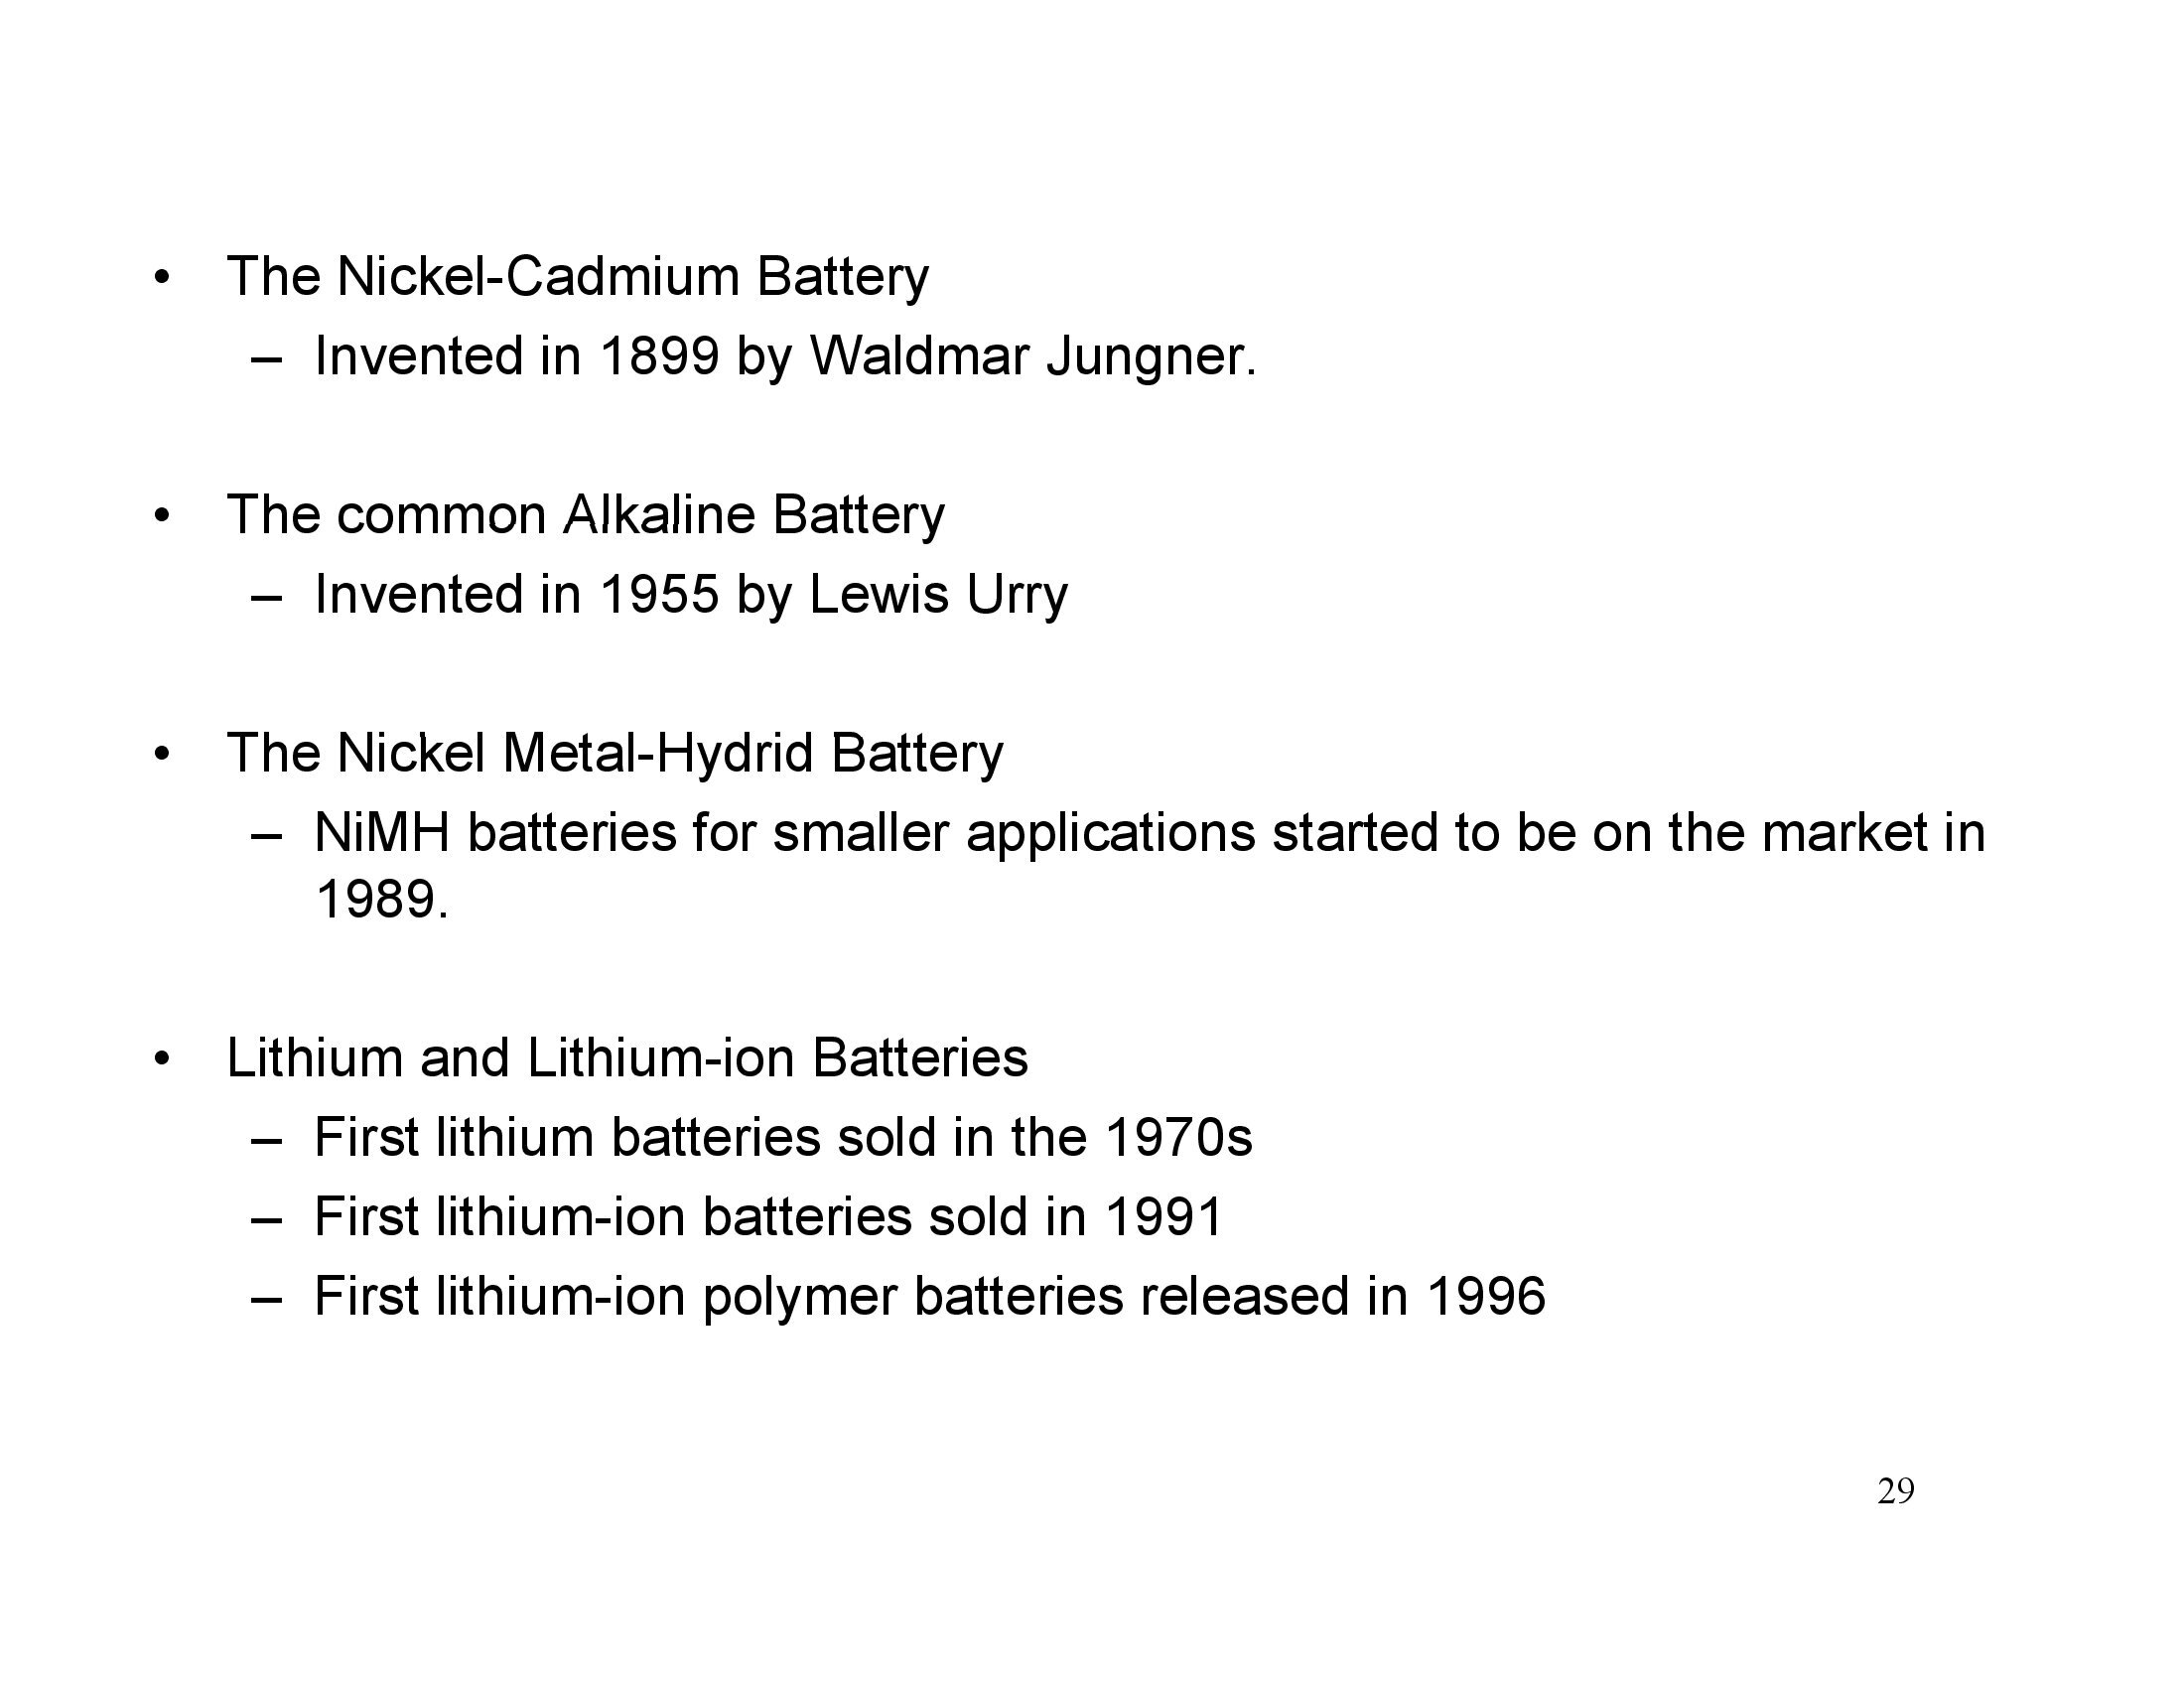 • The Nickel-Cadmium Battery
– Invented in 1899 by Waldmar Jungner.
• The common Alkaline Battery
– Invented in 1955 by Lewis Urry
• The Nickel Metal-Hydrid Battery
– NiMH batteries for smaller applications started to be on the market in
1989.
• Lithium and Lithium-ion Batteries
– First lithium batteries sold in the 1970s
– First lithium-ion batteries sold in 1991
– First lithium-ion polymer batteries released in 1996
29